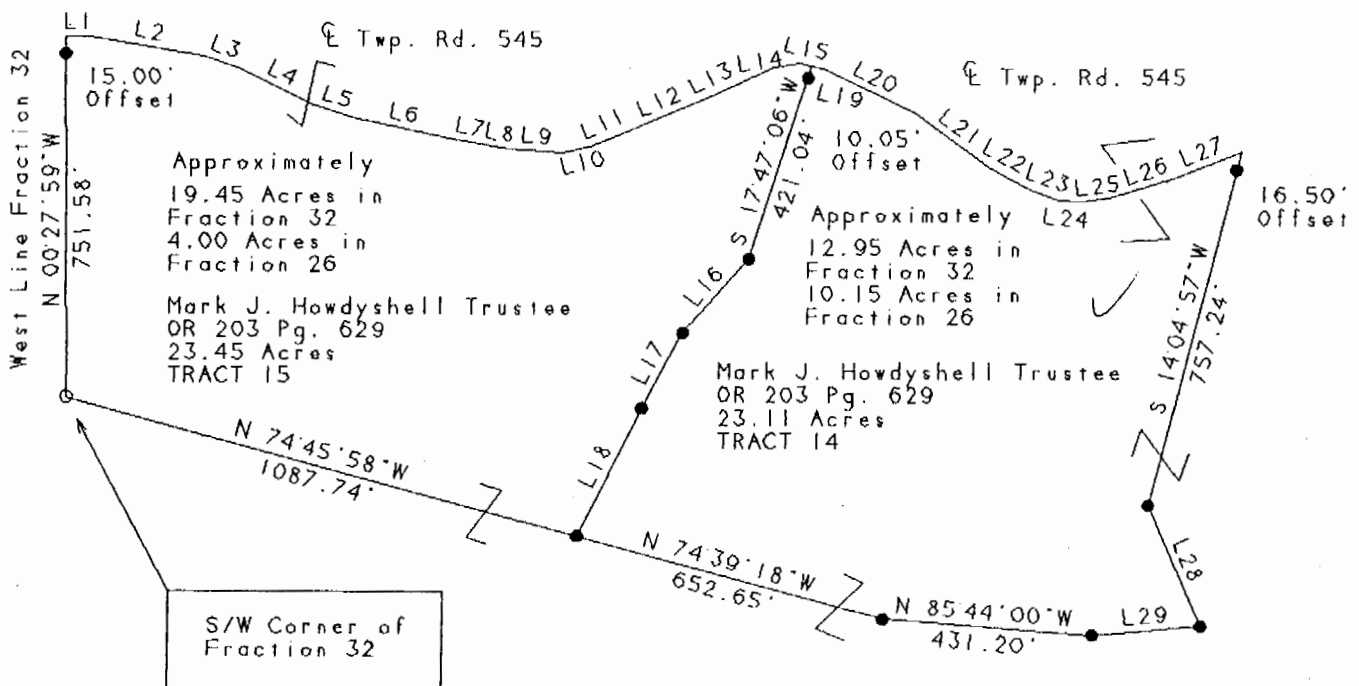 L1
L2
L3
L4
℄ Twp. Rd. 545
L5
L6
L7
L8
L9
L10
L11
L12
L13
L14
L15
L20
℄ Twp. Rd. 545
L19
L21
L22
L23
L24
L25
L26
L27
West Line Fraction 32
N 00°27'59"W
751.58'
15.00'
Offset
Approximately
19.45 Acres in
Fraction 32
4.00 Acres in
Fraction 26
Mark J. Howdyshell Trustee
OR 203 Pg. 629
23.45 Acres
TRACT 15
S 17°47'06"W
421.04'
10.05'
Offset
L16
L17
L18
Approximately
12.95 Acres in
Fraction 32
10.15 Acres in
Fraction 26
Mark J. Howdyshell Trustee
OR 203 Pg. 629
23.11 Acres
TRACT 14
16.50'
Offset
S 14°04'57"W
757.24'
L28
L29
N 74°45'58"W
1087.74'
N 74°39'18"W
652.65'
N 85°44'00"W
431.20'
S/W Corner of
Fraction 32